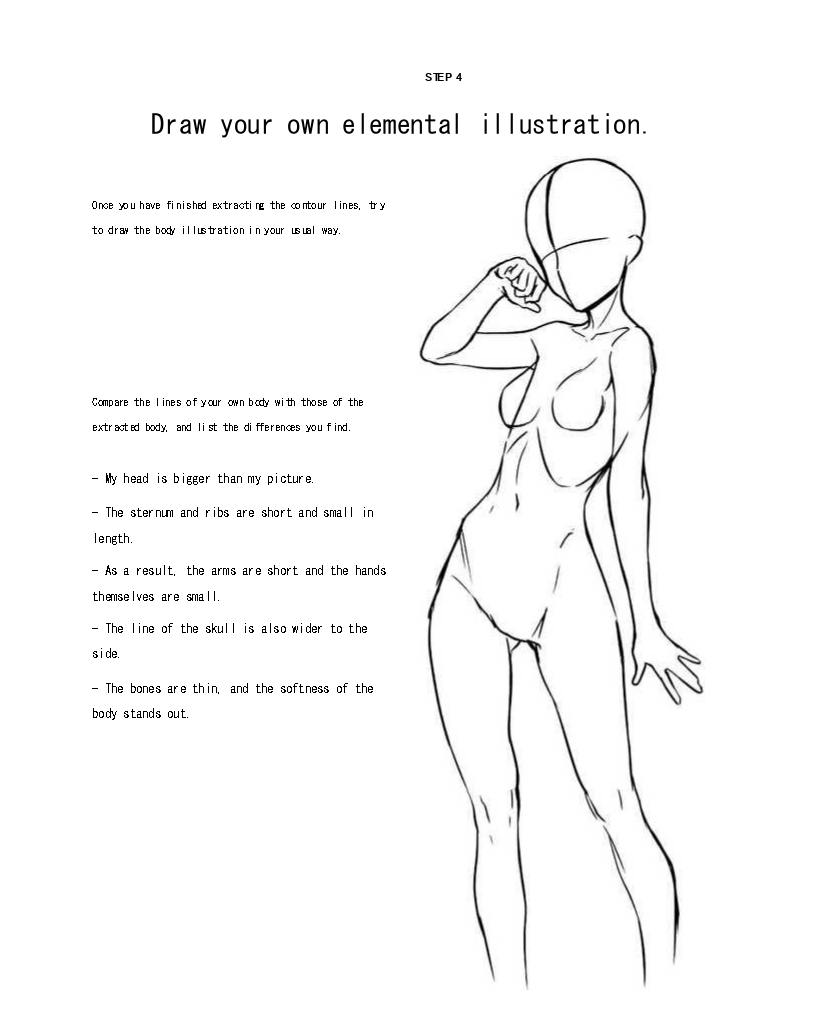 STEP 4
Draw your own elemental illustration.
Once you have finished extracting the contour lines, try
to draw the body illustration in your usual way.
Compare the lines of your own body with those of the
extracted body, and list the differences you find.
- My head is bigger than my picture.
- The sternum and ribs are short and small in
length.
- As a result, the arms are short and the hands
themselves are small.
- The line of the skull is also wider to the
side.
- The bones are thin, and the softness of the
body stands out.